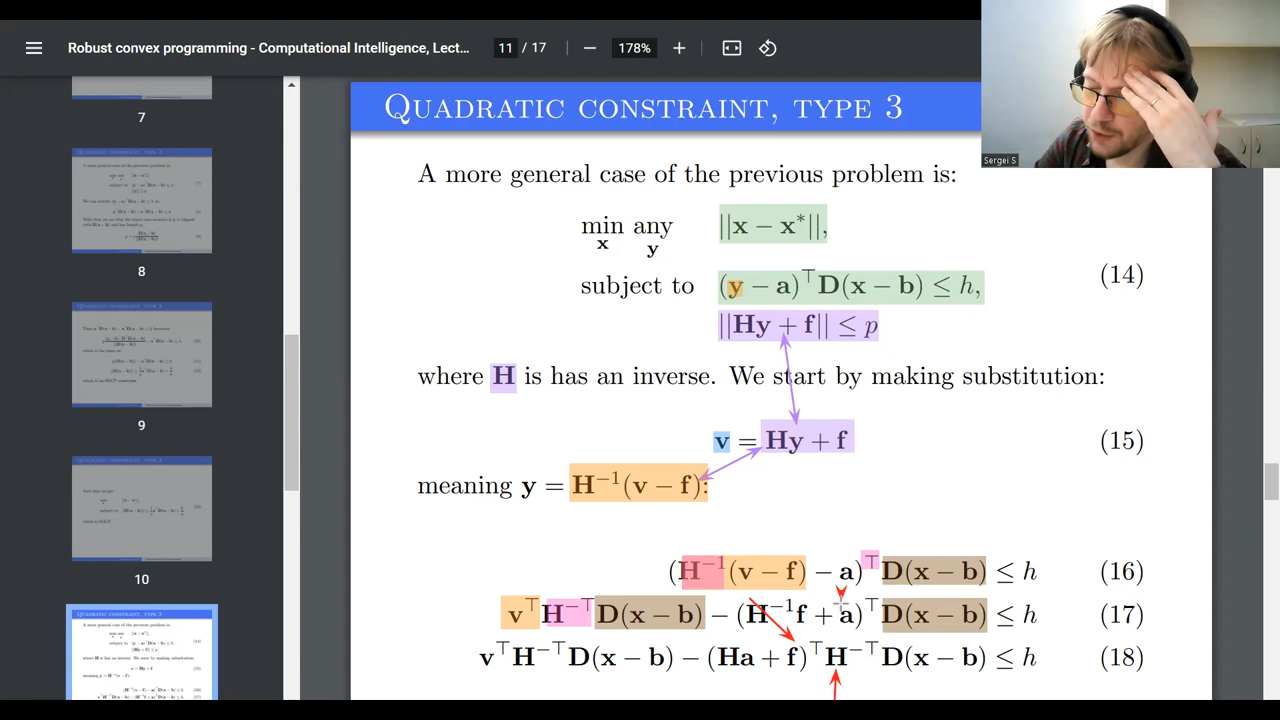 Robust convex programming - Computational Intelligence, Lect...
11 / 17
178%
7
8
9
10
Sergei S
QUADRATIC CONSTRAINT, TYPE 3
A more general case of the previous problem is:
min any ||x − x*||,
x y
subject to (y − a)⊤D(x − b) ≤ h, (14)
||Hy + f|| ≤ p
where H is has an inverse. We start by making substitution:
v = Hy + f (15)
meaning y = H⁻¹(v − f):
(H⁻¹(v − f) − a)⊤D(x − b) ≤ h (16)
v⊤H⁻⊤D(x − b) − (H⁻¹f + a)⊤D(x − b) ≤ h (17)
v⊤H⁻⊤D(x − b) − (Ha + f)⊤H⁻⊤D(x − b) ≤ h (18)